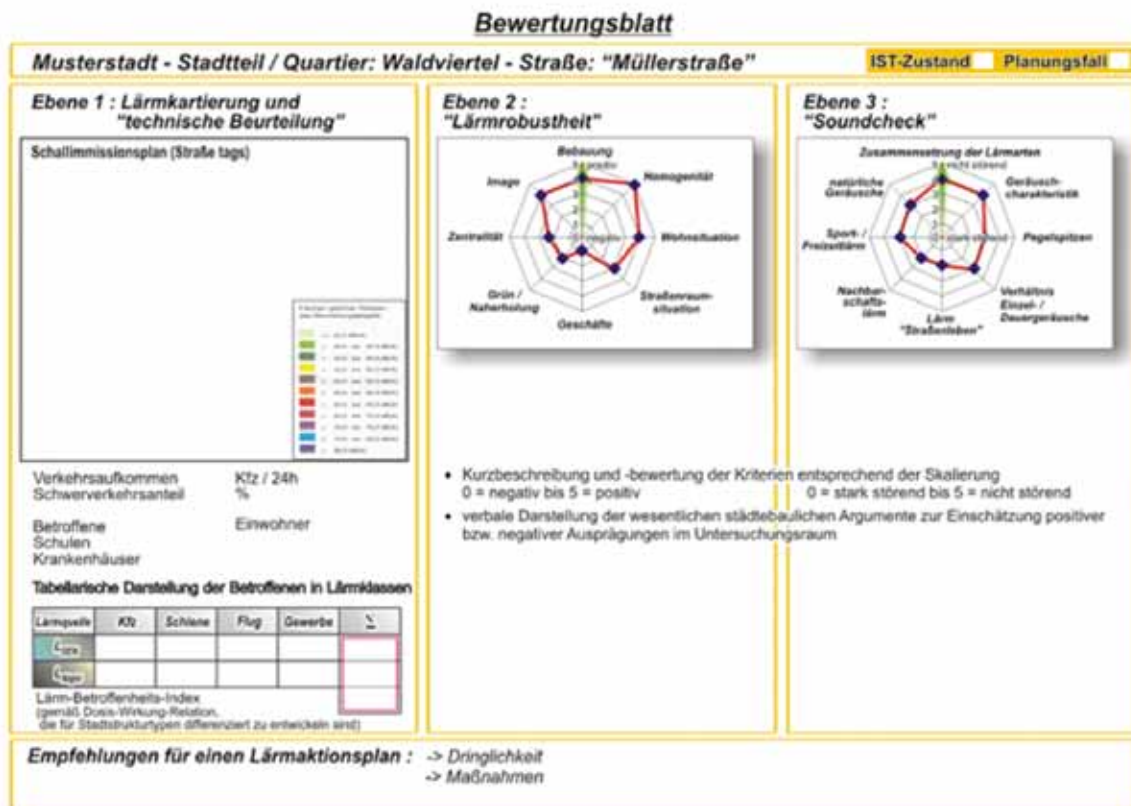 Bewertungsblatt
Musterstadt - Stadtteil / Quartier: Waldviertel - Straße: "Müllerstraße"
IST-Zustand
Planungsfall
Ebene 1 : Lärmkartierung und
"technische Beurteilung"
Schallimmissionsplan (Straße tags)
Verkehrsaufkommen Kfz / 24h
Schwerverkehrsanteil %
Betroffene Einwohner
Schulen
Krankenhäuser
Tabellarische Darstellung der Betroffenen in Lärmklassen
Lärmquelle Kfz Schiene Flug Gewerbe Σ
Lärm-Betroffenheits-Index
(gemäß Dosis-Wirkung-Relation,
die für Stadtstrukturtypen differenziert zu entwickeln sind)
Ebene 2 :
"Lärmrobustheit"
Bebauung
positiv
Homogenität
Wohnsituation
Straßenraum-
situation
Geschäfte
Grün /
Naherholung
Zentralität
Image
negativ
Ebene 3 :
"Soundcheck"
Zusammensetzung der Lärmarten
nicht störend
Geräusch-
charakteristik
Pegelspitzen
Verhältnis
Einzel- /
Dauergeräusche
Lärm
"Straßenleben"
Nachbar-
schafts-
lärm
Sport- /
Freizeitlärm
natürliche
Geräusche
stark störend
• Kurzbeschreibung und -bewertung der Kriterien entsprechend der Skalierung
0 = negativ bis 5 = positiv 0 = stark störend bis 5 = nicht störend
• verbale Darstellung der wesentlichen städtebaulichen Argumente zur Einschätzung positiver
bzw. negativer Ausprägungen im Untersuchungsraum
Empfehlungen für einen Lärmaktionsplan : -> Dringlichkeit
-> Maßnahmen